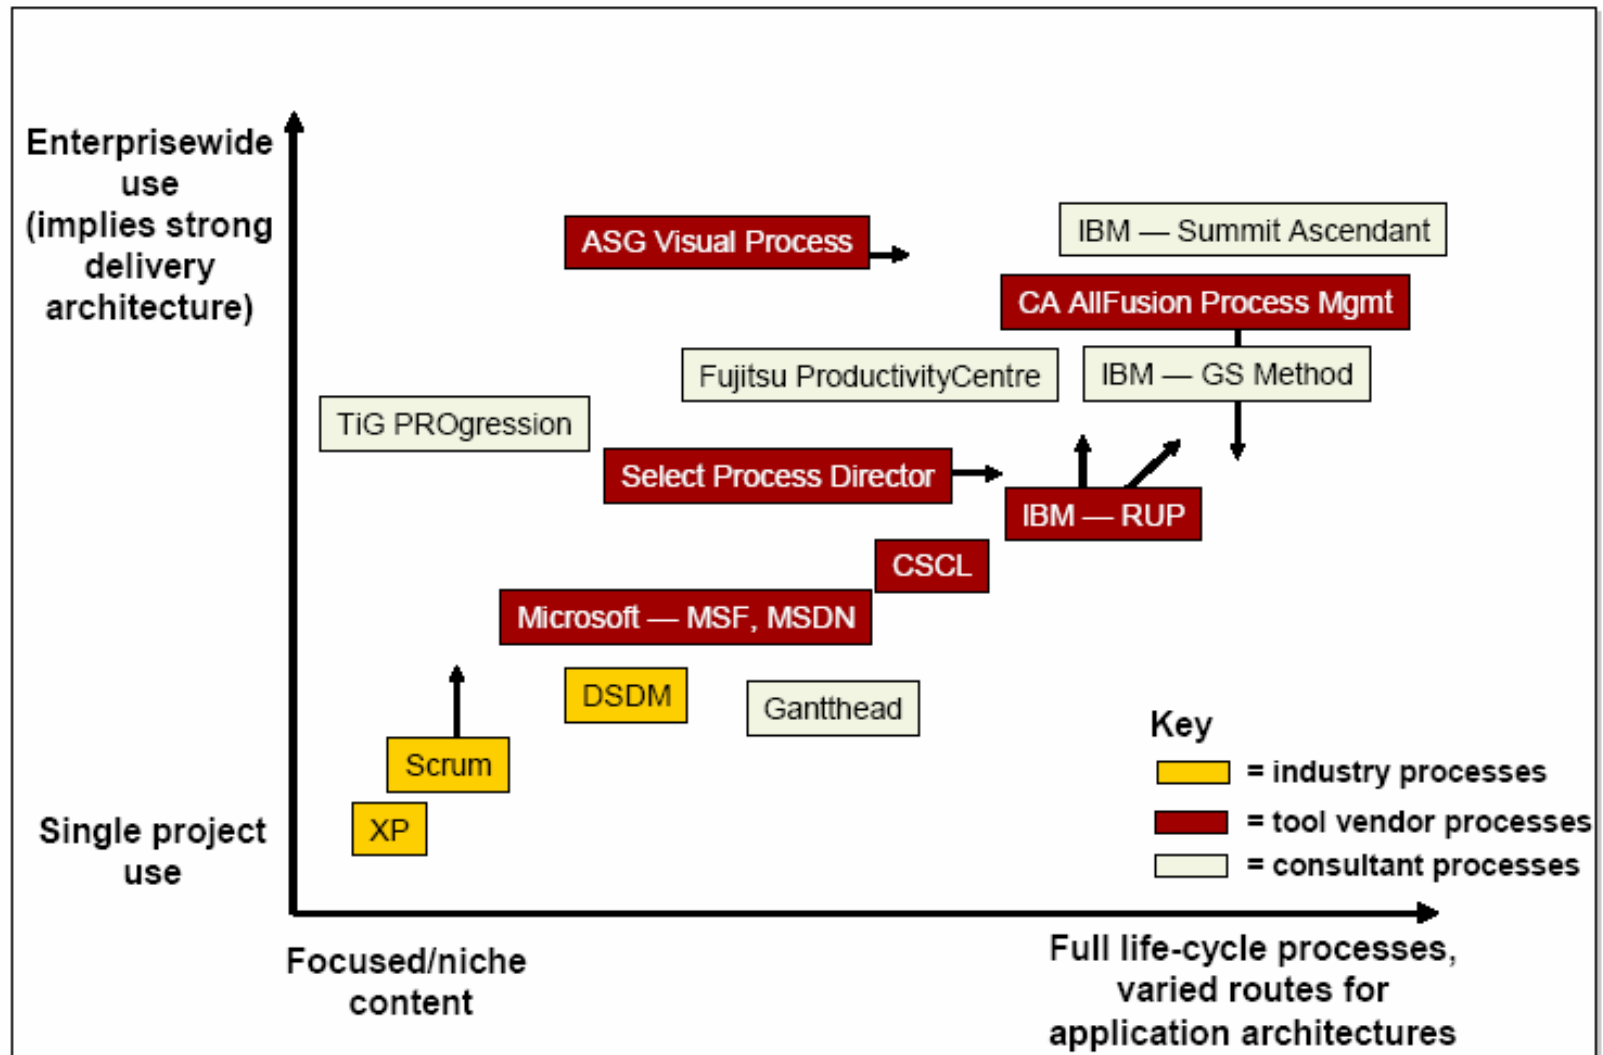 Enterprisewide
use
(implies strong
delivery
architecture)
ASG Visual Process
IBM — Summit Ascendant
CA AllFusion Process Mgmt
Fujitsu ProductivityCentre
IBM — GS Method
TiG PROgression
Select Process Director
IBM — RUP
CSCL
Microsoft — MSF, MSDN
DSDM
Gantthead
Scrum
XP
Single project
use
Key
= industry processes
= tool vendor processes
= consultant processes
Focused/niche
content
Full life-cycle processes,
varied routes for
application architectures